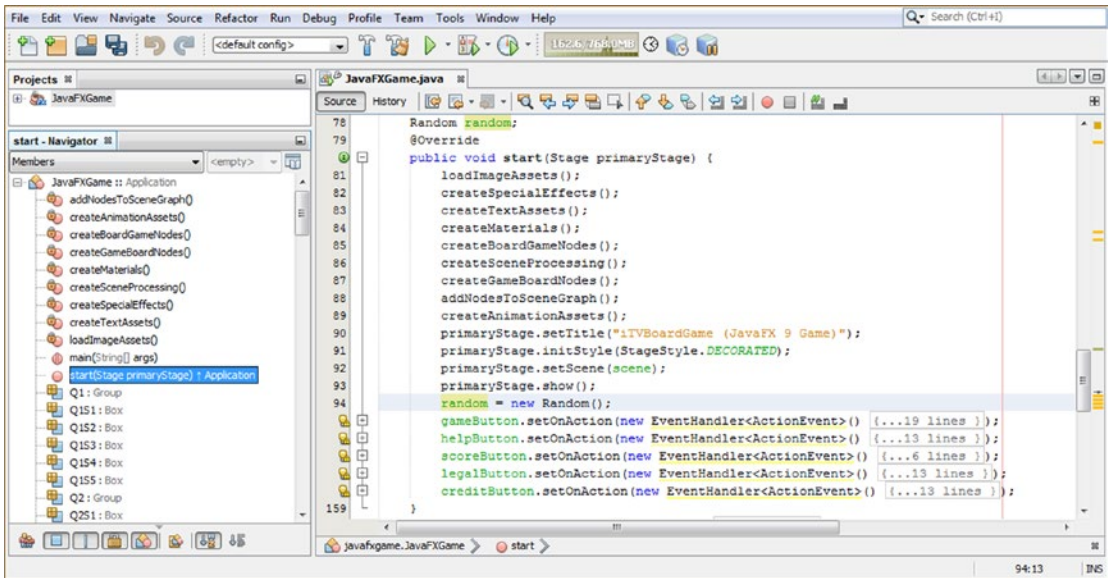 File Edit View Navigate Source Refactor Run Debug Profile Team Tools Window Help
Search (Ctrl+I)
<default config>
162.6/768.0MB
Projects
JavaFXGame
start - Navigator
Members
<empty>
JavaFXGame :: Application
addNodesToSceneGraph()
createAnimationAssets()
createBoardGameNodes()
createGameBoardNodes()
createMaterials()
createSceneProcessing()
createSpecialEffects()
createTextAssets()
loadImageAssets()
main(String[] args)
start(Stage primaryStage) ↑ Application
Q1 : Group
Q1S1 : Box
Q1S2 : Box
Q1S3 : Box
Q1S4 : Box
Q1S5 : Box
Q2 : Group
Q2S1 : Box
JavaFXGame.java
Source History
78 Random random;
79 @Override
public void start(Stage primaryStage) {
81 loadImageAssets();
82 createSpecialEffects();
83 createTextAssets();
84 createMaterials();
85 createBoardGameNodes();
86 createSceneProcessing();
87 createGameBoardNodes();
88 addNodesToSceneGraph();
89 createAnimationAssets();
90 primaryStage.setTitle("iTVBoardGame (JavaFX 9 Game)");
91 primaryStage.initStyle(StageStyle.DECORATED);
92 primaryStage.setScene(scene);
93 primaryStage.show();
94 random = new Random();
gameButton.setOnAction(new EventHandler<ActionEvent>() {...19 lines });
helpButton.setOnAction(new EventHandler<ActionEvent>() {...13 lines });
scoreButton.setOnAction(new EventHandler<ActionEvent>() {...6 lines });
legalButton.setOnAction(new EventHandler<ActionEvent>() {...13 lines });
creditButton.setOnAction(new EventHandler<ActionEvent>() {...13 lines });
159 }
javafxgame.JavaFXGame start
94:13 INS